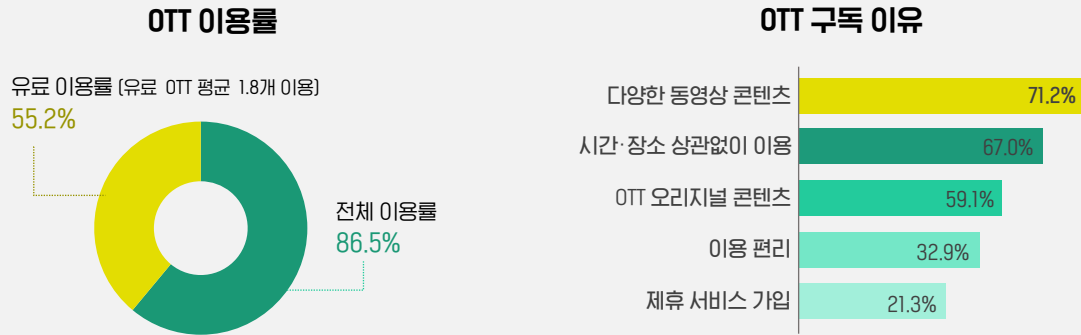 OTT 이용률
유료 이용률 (유료 OTT 평균 1.8개 이용)
55.2%
전체 이용률
86.5%
OTT 구독 이유
다양한 동영상 콘텐츠 71.2%
시간·장소 상관없이 이용 67.0%
OTT 오리지널 콘텐츠 59.1%
이용 편리 32.9%
제휴 서비스 가입 21.3%